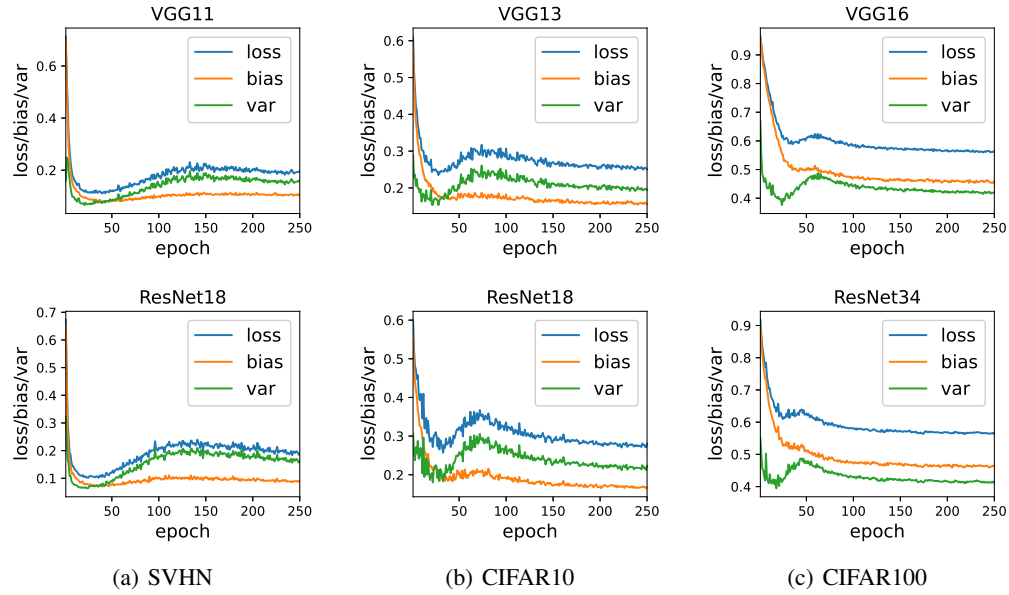 VGG11
VGG13
VGG16
loss/bias/var
0.6
0.4
0.2
loss
bias
var
50 100 150 200 250
epoch
0.6
0.5
0.4
0.3
0.2
loss
bias
var
50 100 150 200 250
epoch
loss/bias/var
0.9
0.8
0.7
0.6
0.5
0.4
loss
bias
var
50 100 150 200 250
epoch
loss/bias/var
ResNet18
ResNet18
ResNet34
loss/bias/var
0.7
0.6
0.5
0.4
0.3
0.2
0.1
loss
bias
var
50 100 150 200 250
epoch
loss/bias/var
0.6
0.5
0.4
0.3
0.2
loss
bias
var
50 100 150 200 250
epoch
loss/bias/var
0.9
0.8
0.7
0.6
0.5
0.4
loss
bias
var
50 100 150 200 250
epoch
(a) SVHN
(b) CIFAR10
(c) CIFAR100